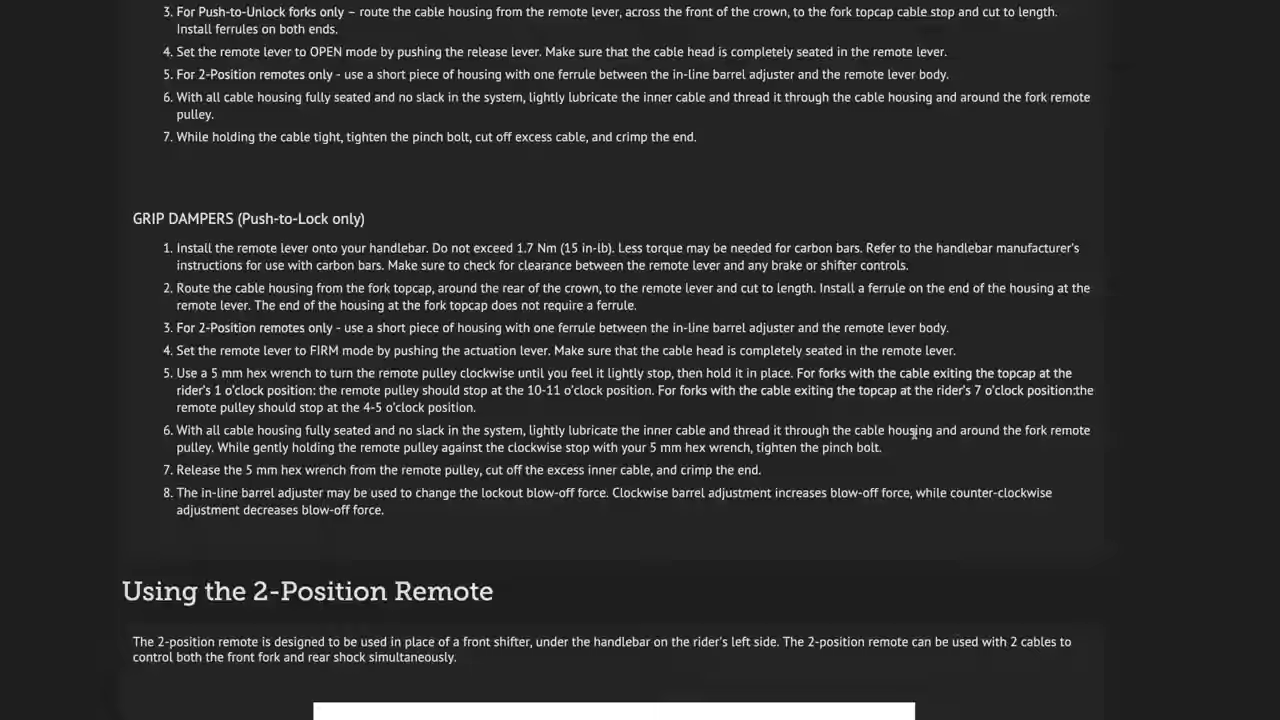 3. For Push-to-Unlock forks only – route the cable housing from the remote lever, across the front of the crown, to the fork topcap cable stop and cut to length.
Install ferrules on both ends.
4. Set the remote lever to OPEN mode by pushing the release lever. Make sure that the cable head is completely seated in the remote lever.
5. For 2-Position remotes only - use a short piece of housing with one ferrule between the in-line barrel adjuster and the remote lever body.
6. With all cable housing fully seated and no slack in the system, lightly lubricate the inner cable and thread it through the cable housing and around the fork remote
pulley.
7. While holding the cable tight, tighten the pinch bolt, cut off excess cable, and crimp the end.
GRIP DAMPERS (Push-to-Lock only)
1. Install the remote lever onto your handlebar. Do not exceed 1.7 Nm (15 in-lb). Less torque may be needed for carbon bars. Refer to the handlebar manufacturer's
instructions for use with carbon bars. Make sure to check for clearance between the remote lever and any brake or shifter controls.
2. Route the cable housing from the fork topcap, around the rear of the crown, to the remote lever and cut to length. Install a ferrule on the end of the housing at the
remote lever. The end of the housing at the fork topcap does not require a ferrule.
3. For 2-Position remotes only - use a short piece of housing with one ferrule between the in-line barrel adjuster and the remote lever body.
4. Set the remote lever to FIRM mode by pushing the actuation lever. Make sure that the cable head is completely seated in the remote lever.
5. Use a 5 mm hex wrench to turn the remote pulley clockwise until you feel it lightly stop, then hold it in place. For forks with the cable exiting the topcap at the
rider's 1 o'clock position: the remote pulley should stop at the 10-11 o'clock position. For forks with the cable exiting the topcap at the rider's 7 o'clock position:the
remote pulley should stop at the 4-5 o'clock position.
6. With all cable housing fully seated and no slack in the system, lightly lubricate the inner cable and thread it through the cable housing and around the fork remote
pulley. While gently holding the remote pulley against the clockwise stop with your 5 mm hex wrench, tighten the pinch bolt.
7. Release the 5 mm hex wrench from the remote pulley, cut off the excess inner cable, and crimp the end.
8. The in-line barrel adjuster may be used to change the lockout blow-off force. Clockwise barrel adjustment increases blow-off force, while counter-clockwise
adjustment decreases blow-off force.
Using the 2-Position Remote
The 2-position remote is designed to be used in place of a front shifter, under the handlebar on the rider's left side. The 2-position remote can be used with 2 cables to
control both the front fork and rear shock simultaneously.